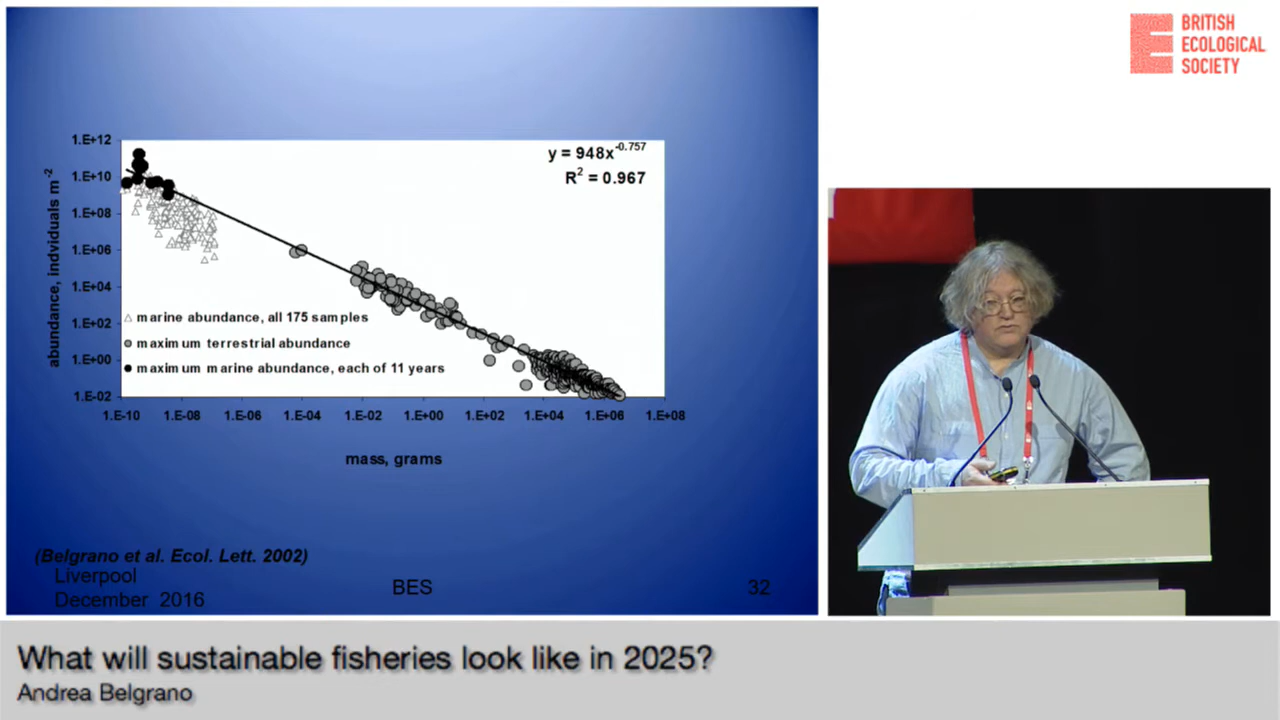 BRITISH
ECOLOGICAL
SOCIETY
y = 948x-0.757
R2 = 0.967
abundance, indviduals m-2
1.E+12
1.E+10
1.E+08
1.E+06
1.E+04
1.E+02
1.E+00
1.E-02
marine abundance, all 175 samples
maximum terrestrial abundance
maximum marine abundance, each of 11 years
1.E-10 1.E-08 1.E-06 1.E-04 1.E-02 1.E+00 1.E+02 1.E+04 1.E+06 1.E+08
mass, grams
(Belgrano et al. Ecol. Lett. 2002)
Liverpool
December 2016
BES
32
What will sustainable fisheries look like in 2025?
Andrea Belgrano